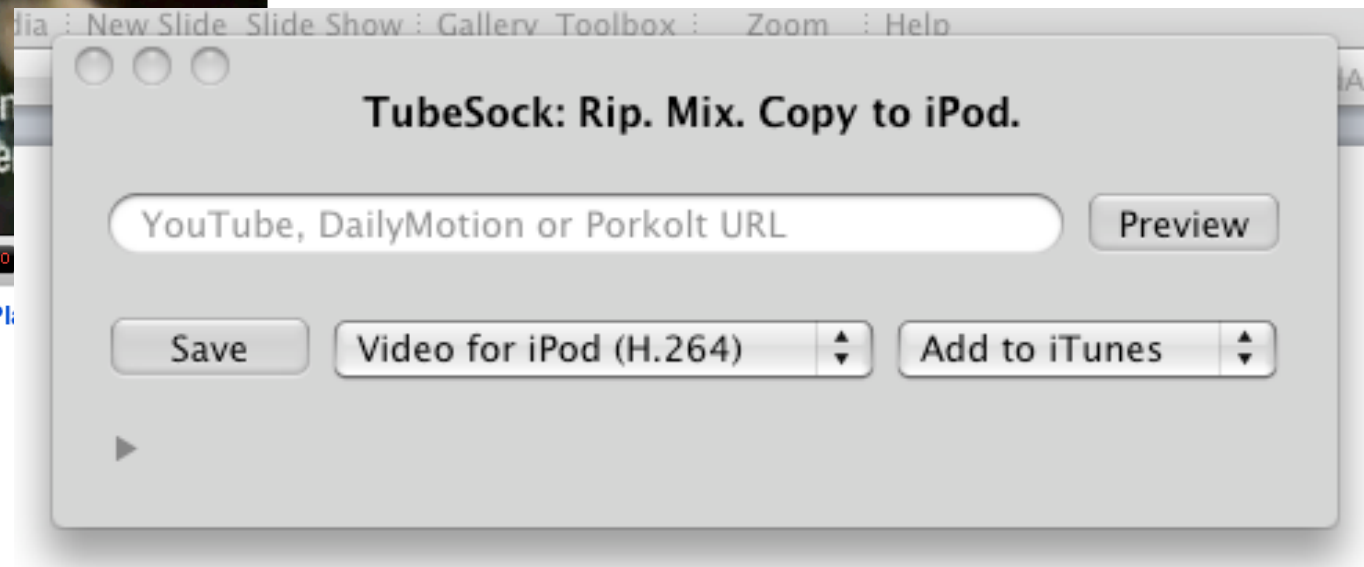 New Slide Slide Show Gallery Toolbox Zoom Help
TubeSock: Rip. Mix. Copy to iPod.
YouTube, DailyMotion or Porkolt URL
Preview
Save
Video for iPod (H.264)
Add to iTunes